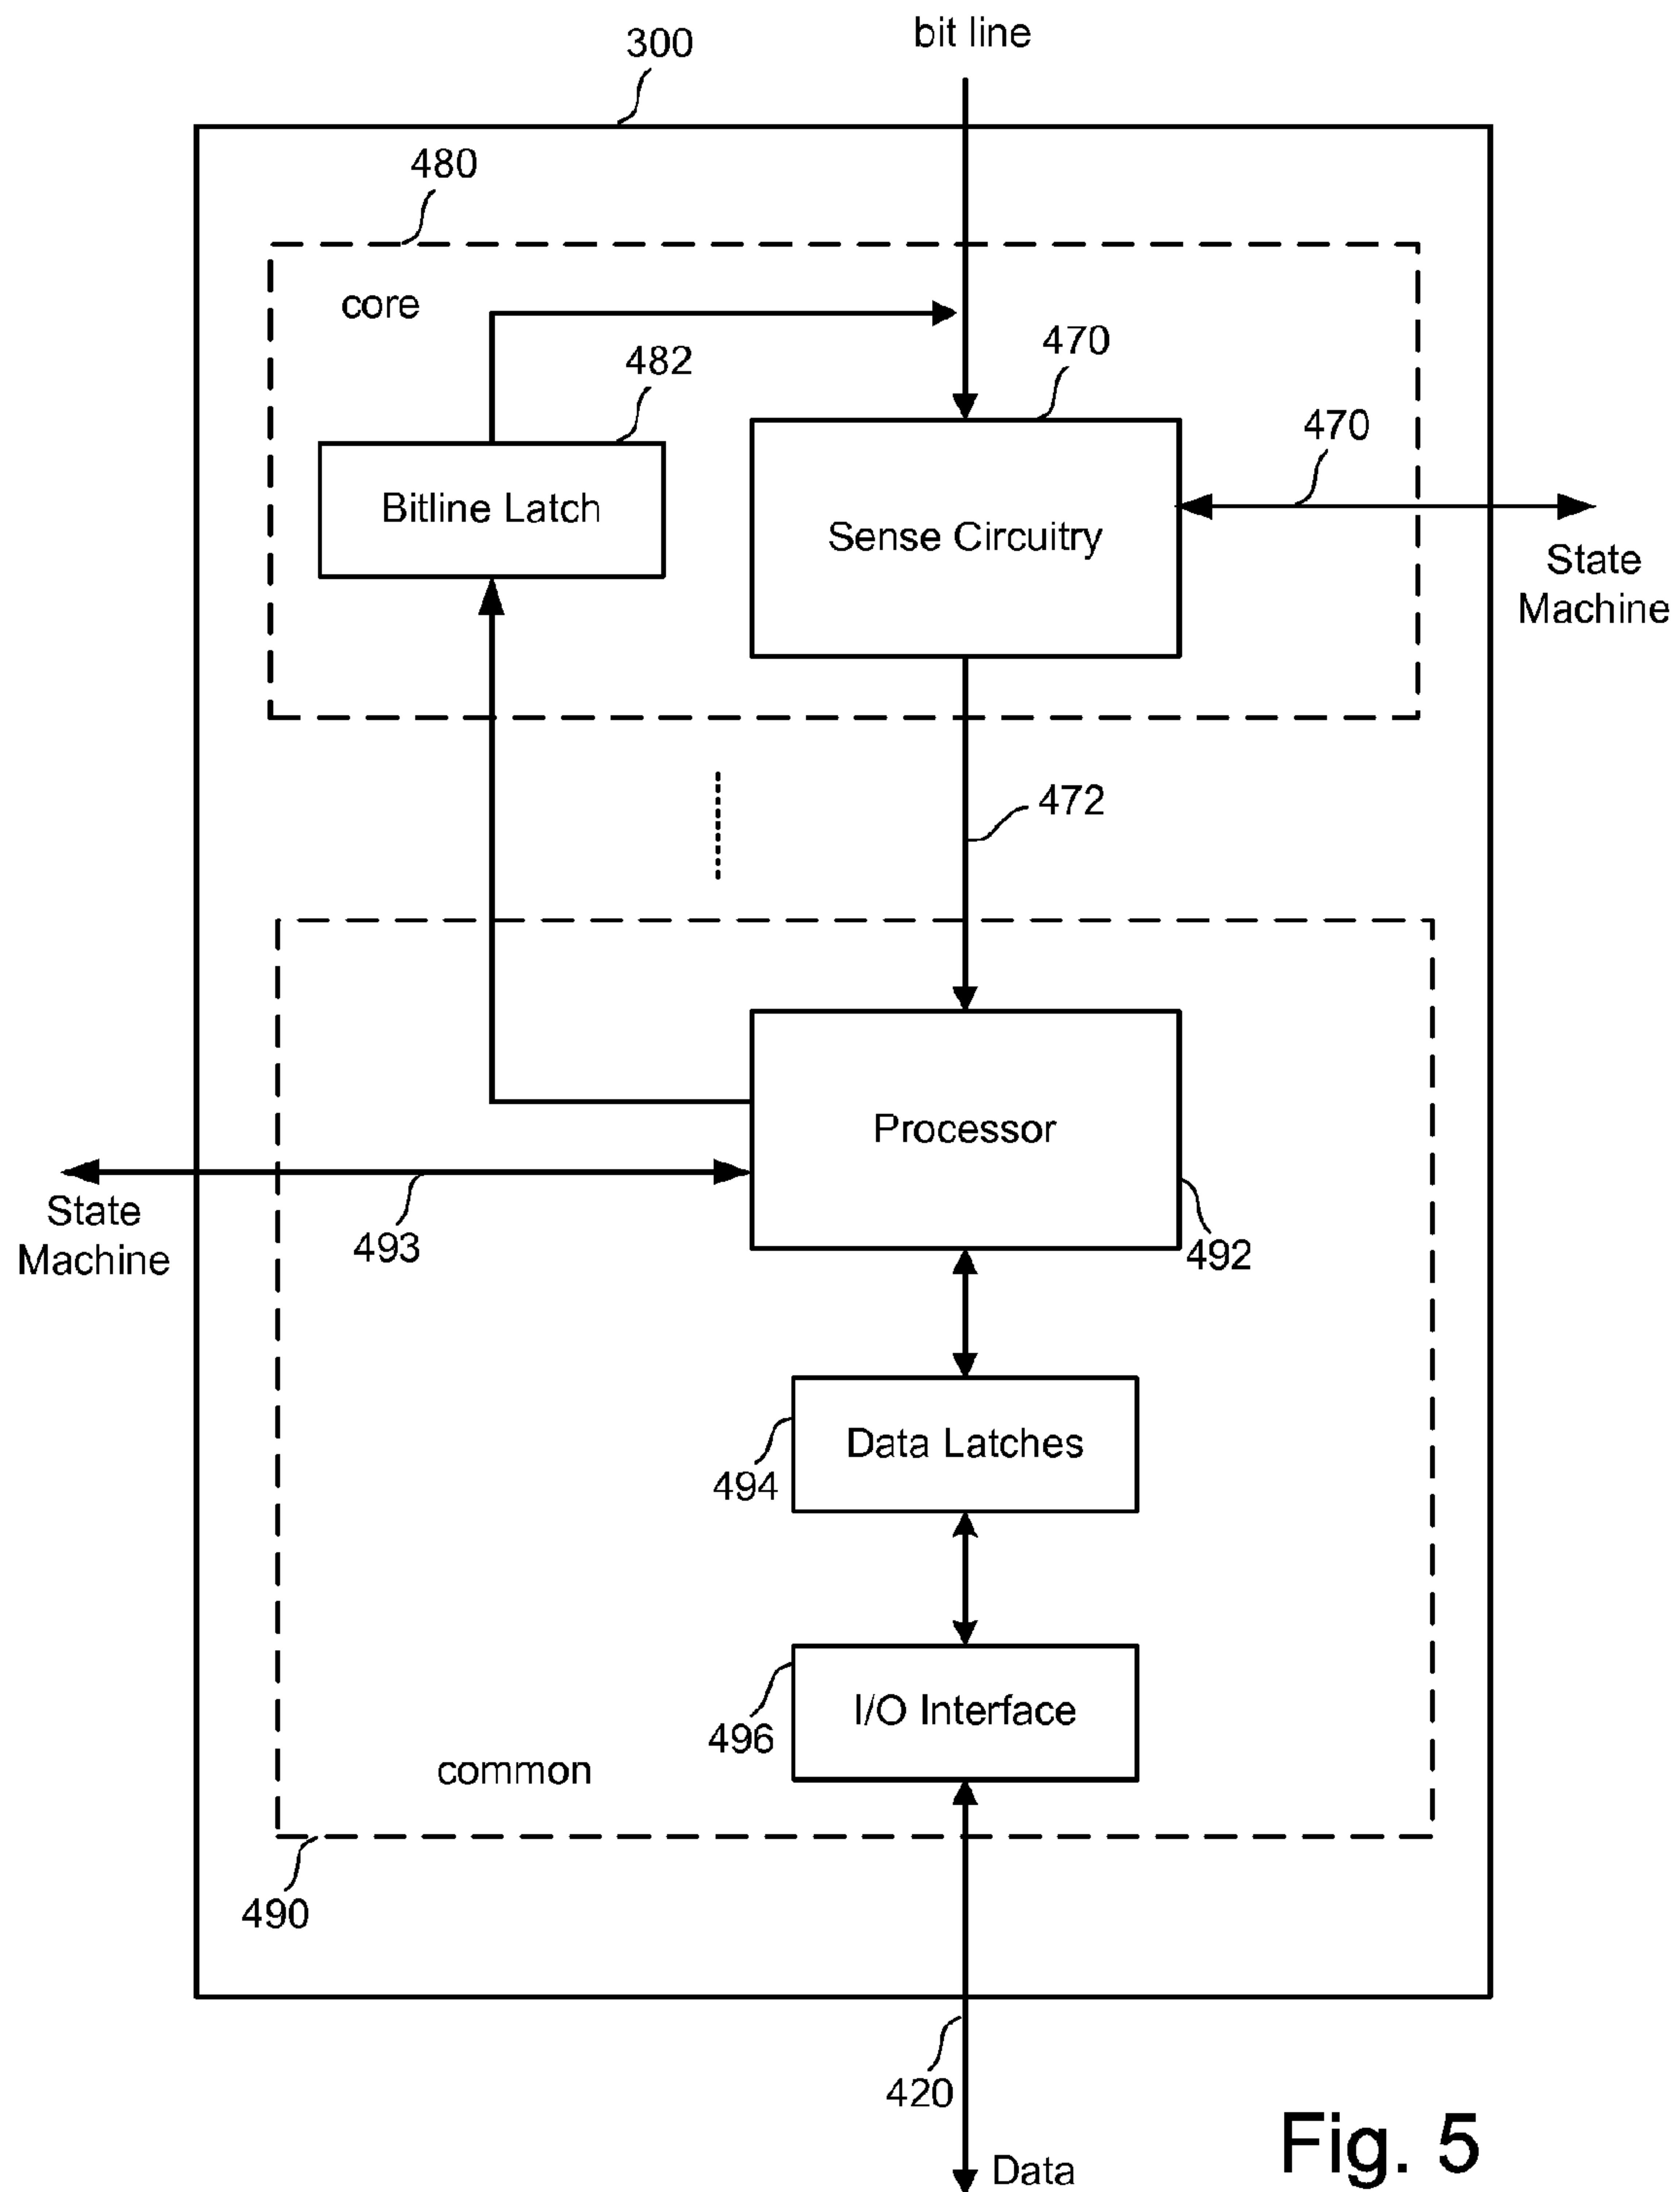 bit line
300
480
core
482
470
470
Bitline Latch
Sense Circuitry
State
Machine
472
Processor
State
Machine
493
492
Data Latches
494
I/O Interface
496
common
490
420
Data
Fig. 5